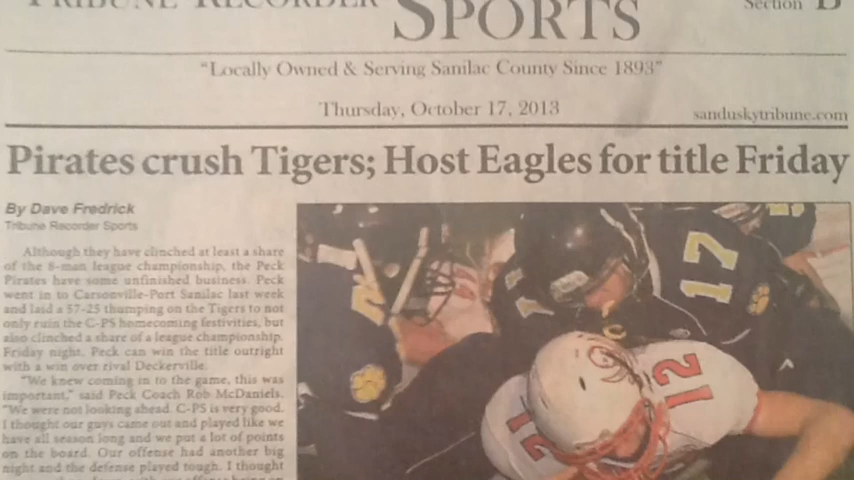 TRIBUNE RECORDER SPORTS Section B
"Locally Owned & Serving Sanilac County Since 1893"
Thursday, October 17, 2013 sanduskytribune.com
Pirates crush Tigers; Host Eagles for title Friday
By Dave Fredrick
Tribune Recorder Sports
Although they have clinched at least a share
of the 8-man league championship, the Peck
Pirates have some unfinished business. Peck
went in to Carsonville-Port Sanilac last week
and laid a 57-25 thumping on the Tigers to not
only ruin the C-PS homecoming festivities, but
also clinched a share of a league championship.
Friday night, Peck can win the title outright
with a win over rival Deckerville.
"We knew coming in to the game, this was
important," said Peck Coach Rob McDaniels.
"We were not looking ahead. C-PS is very good.
I thought our guys came out and played like we
have all season long and we put a lot of points
on the board. Our offense had another big
night and the defense played tough. I thought
17
12
12